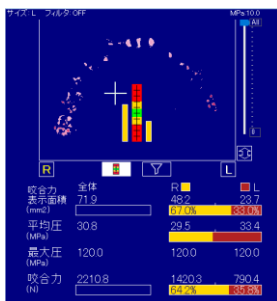 サイズ: L フィルタ: OFF MPa 10.0
All
0
R L
咬合力 全体 R L
表示面積 71.9 48.2 23.7
(mm2) 67.0% 33.0%
平均圧 30.8 29.5 33.4
(MPa)
最大圧 120.0 120.0 120.0
(MPa)
咬合力 2210.8 1420.3 790.4
(N) 64.2% 35.8%